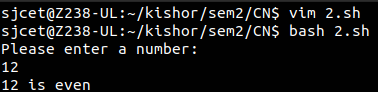 sjcet@Z238-UL:~/kishor/sem2/CN$ vim 2.sh
sjcet@Z238-UL:~/kishor/sem2/CN$ bash 2.sh
Please enter a number:
12
12 is even